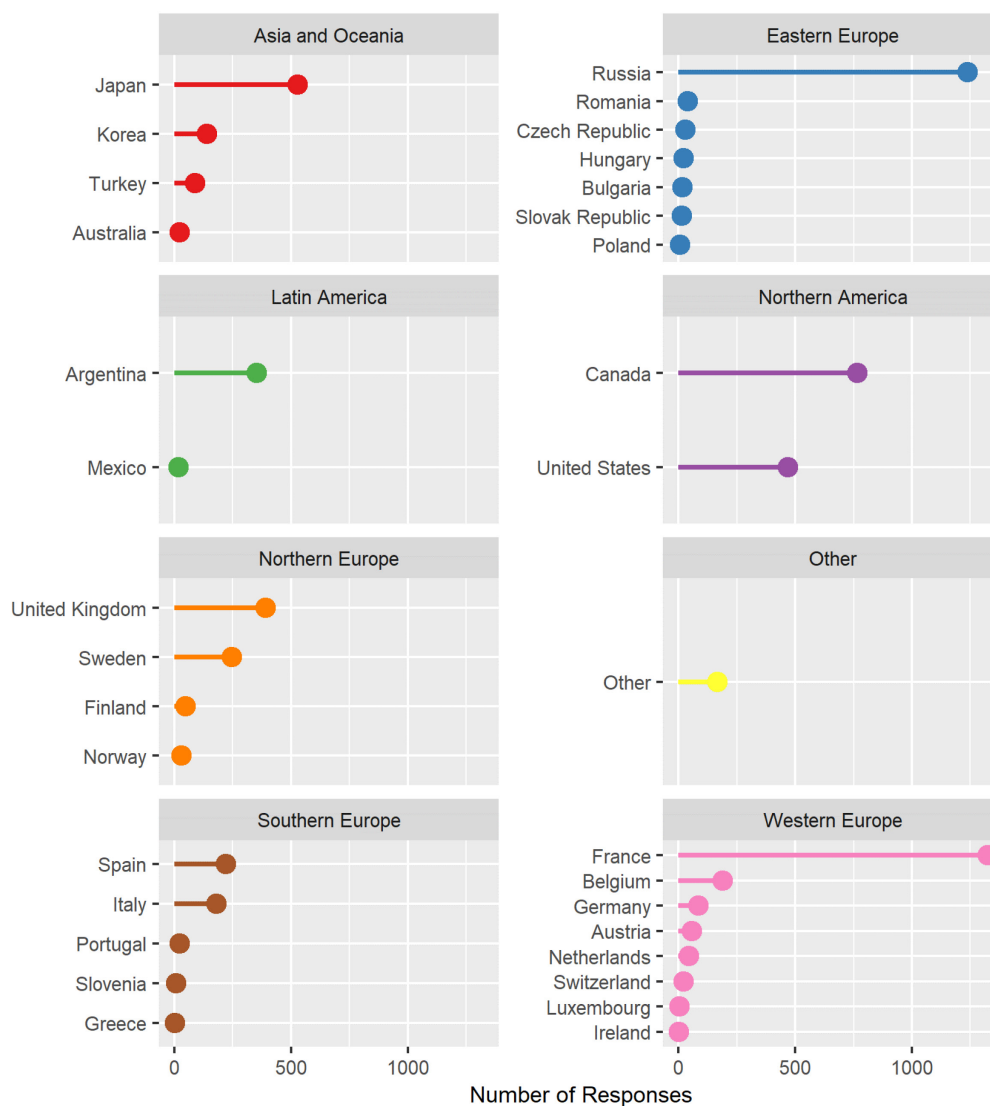 Asia and Oceania
Japan
Korea
Turkey
Australia
Eastern Europe
Russia
Romania
Czech Republic
Hungary
Bulgaria
Slovak Republic
Poland
Latin America
Argentina
Mexico
Northern America
Canada
United States
Northern Europe
United Kingdom
Sweden
Finland
Norway
Other
Other
Southern Europe
Spain
Italy
Portugal
Slovenia
Greece
0 500 1000
Western Europe
France
Belgium
Germany
Austria
Netherlands
Switzerland
Luxembourg
Ireland
0 500 1000
Number of Responses